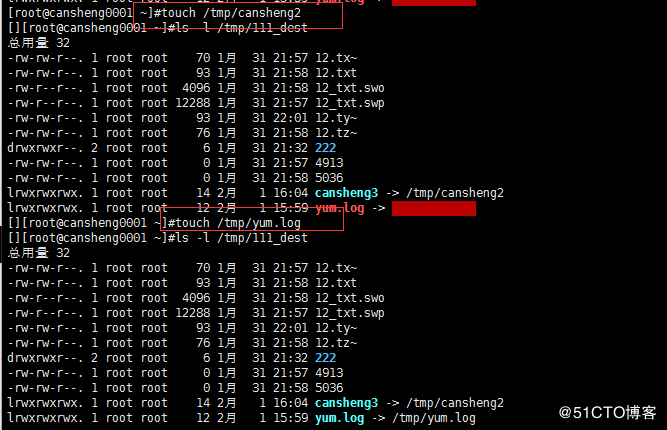 lrwxrwxrwx. 1 root root 12 2月 1 15:59 yum.log ->
[root@cansheng0001 ~]#touch /tmp/cansheng2
[][root@cansheng0001 ~]#ls -l /tmp/111_dest
总用量 32
-rw-rw-r--. 1 root root 70 1月 31 21:57 12.tx~
-rw-rw-r--. 1 root root 93 1月 31 21:58 12.txt
-rw-r--r--. 1 root root 4096 1月 31 21:58 12_txt.swo
-rw-r--r--. 1 root root 12288 1月 31 21:57 12_txt.swp
-rw-rw-r--. 1 root root 93 1月 31 22:01 12.ty~
-rw-rw-r--. 1 root root 76 1月 31 21:58 12.tz~
drwxrwxr--. 2 root root 6 1月 31 21:32 222
-rw-rw-r--. 1 root root 0 1月 31 21:57 4913
-rw-rw-r--. 1 root root 0 1月 31 21:58 5036
lrwxrwxrwx. 1 root root 14 2月 1 16:04 cansheng3 -> /tmp/cansheng2
lrwxrwxrwx. 1 root root 12 2月 1 15:59 yum.log ->
[][root@cansheng0001 ~]#touch /tmp/yum.log
[][root@cansheng0001 ~]#ls -l /tmp/111_dest
总用量 32
-rw-rw-r--. 1 root root 70 1月 31 21:57 12.tx~
-rw-rw-r--. 1 root root 93 1月 31 21:58 12.txt
-rw-r--r--. 1 root root 4096 1月 31 21:58 12_txt.swo
-rw-r--r--. 1 root root 12288 1月 31 21:57 12_txt.swp
-rw-rw-r--. 1 root root 93 1月 31 22:01 12.ty~
-rw-rw-r--. 1 root root 76 1月 31 21:58 12.tz~
drwxrwxr--. 2 root root 6 1月 31 21:32 222
-rw-rw-r--. 1 root root 0 1月 31 21:57 4913
-rw-rw-r--. 1 root root 0 1月 31 21:58 5036
lrwxrwxrwx. 1 root root 14 2月 1 16:04 cansheng3 -> /tmp/cansheng2
lrwxrwxrwx. 1 root root 12 2月 1 15:59 yum.log -> /tmp/yum.log
@51CTO博客